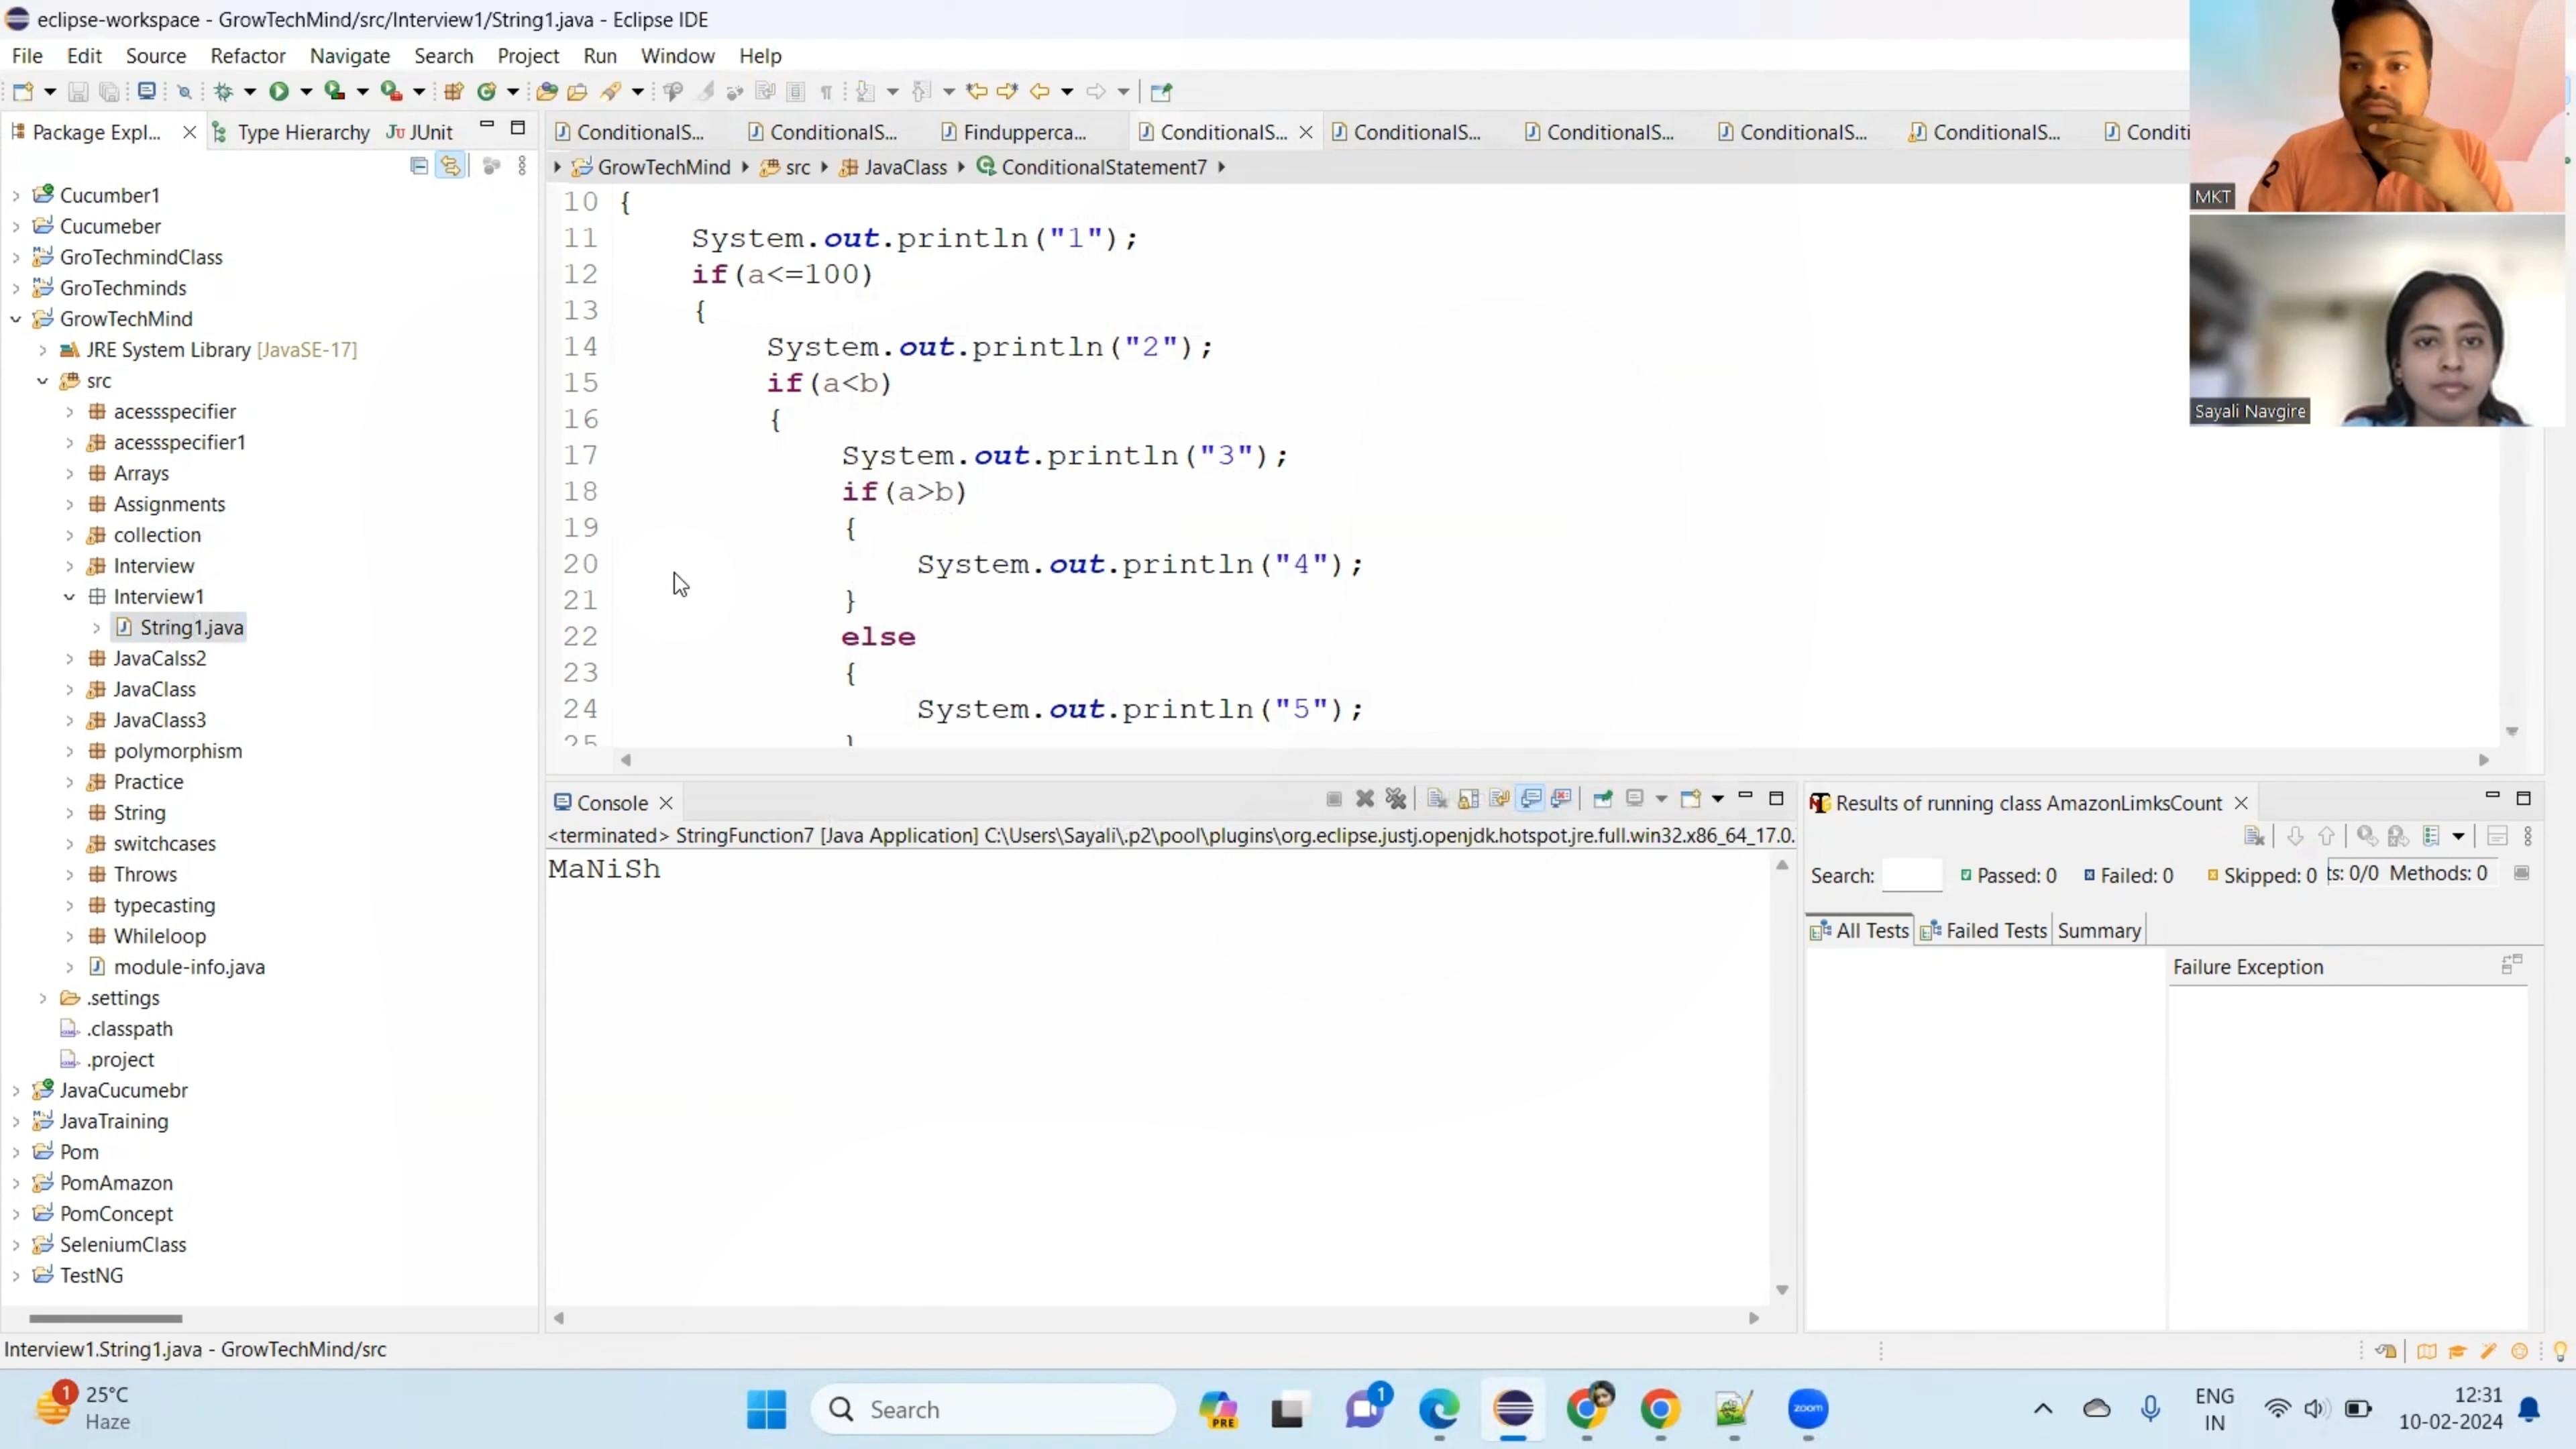 eclipse-workspace - GrowTechMind/src/Interview1/String1.java - Eclipse IDE
File Edit Source Refactor Navigate Search Project Run Window Help
Package Expl... Type Hierarchy JUnit
ConditionalS... ConditionalS... Findupperca... ConditionalS... ConditionalS... ConditionalS... ConditionalS... ConditionalS... Conditi
GrowTechMind src JavaClass ConditionalStatement7
Cucumber1
Cucumeber
GroTechmindClass
GroTechminds
GrowTechMind
JRE System Library [JavaSE-17]
src
acessspecifier
acessspecifier1
Arrays
Assignments
collection
Interview
Interview1
String1.java
JavaCalss2
JavaClass
JavaClass3
polymorphism
Practice
String
switchcases
Throws
typecasting
Whileloop
module-info.java
.settings
.classpath
.project
JavaCucumebr
JavaTraining
Pom
PomAmazon
PomConcept
SeleniumClass
TestNG
10 {
11 System.out.println("1");
12 if(a<=100)
13 {
14 System.out.println("2");
15 if(a<b)
16 {
17 System.out.println("3");
18 if(a>b)
19 {
20 System.out.println("4");
21 }
22 else
23 {
24 System.out.println("5");
25 }
MKT
Sayali Navgire
Console
<terminated> StringFunction7 [Java Application] C:\Users\Sayali\.p2\pool\plugins\org.eclipse.justj.openjdk.hotspot.jre.full.win32.x86_64_17.0.
MaNiSh
Results of running class AmazonLimksCount
Search: Passed: 0 Failed: 0 Skipped: 0 ts: 0/0 Methods: 0
All Tests Failed Tests Summary
Failure Exception
Interview1.String1.java - GrowTechMind/src
1 25°C
Haze
Search
PRE
1
zoom
ENG
IN
12:31
10-02-2024